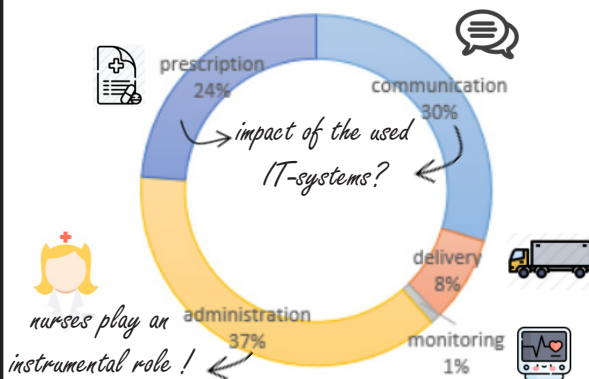 prescription
24%
communication
30%
impact of the used
IT-systems?
delivery
8%
nurses play an
instrumental role !
administration
37%
monitoring
1%